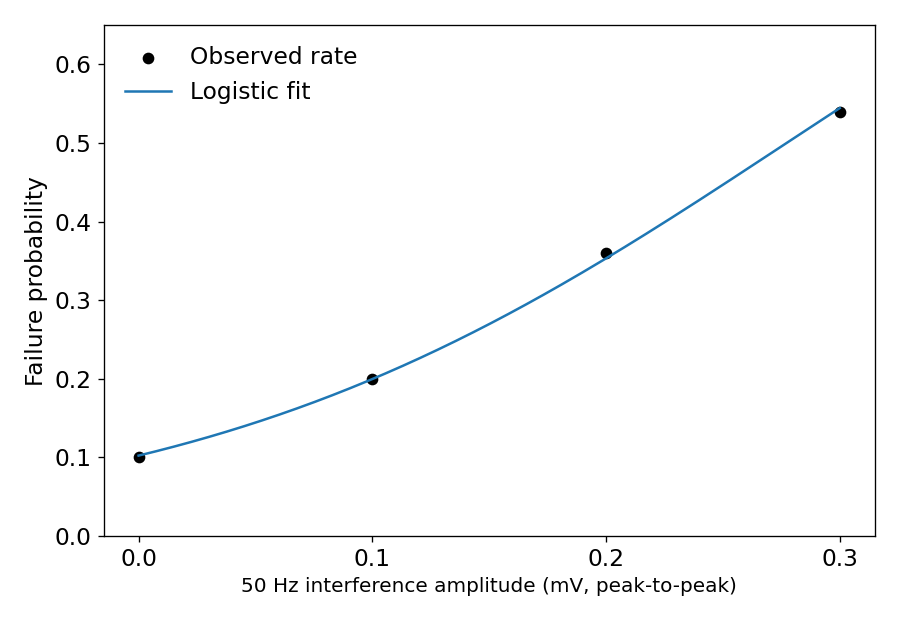 Observed rate
Logistic fit
Failure probability
0.6
0.5
0.4
0.3
0.2
0.1
0.0
0.0 0.1 0.2 0.3
50 Hz interference amplitude (mV, peak-to-peak)